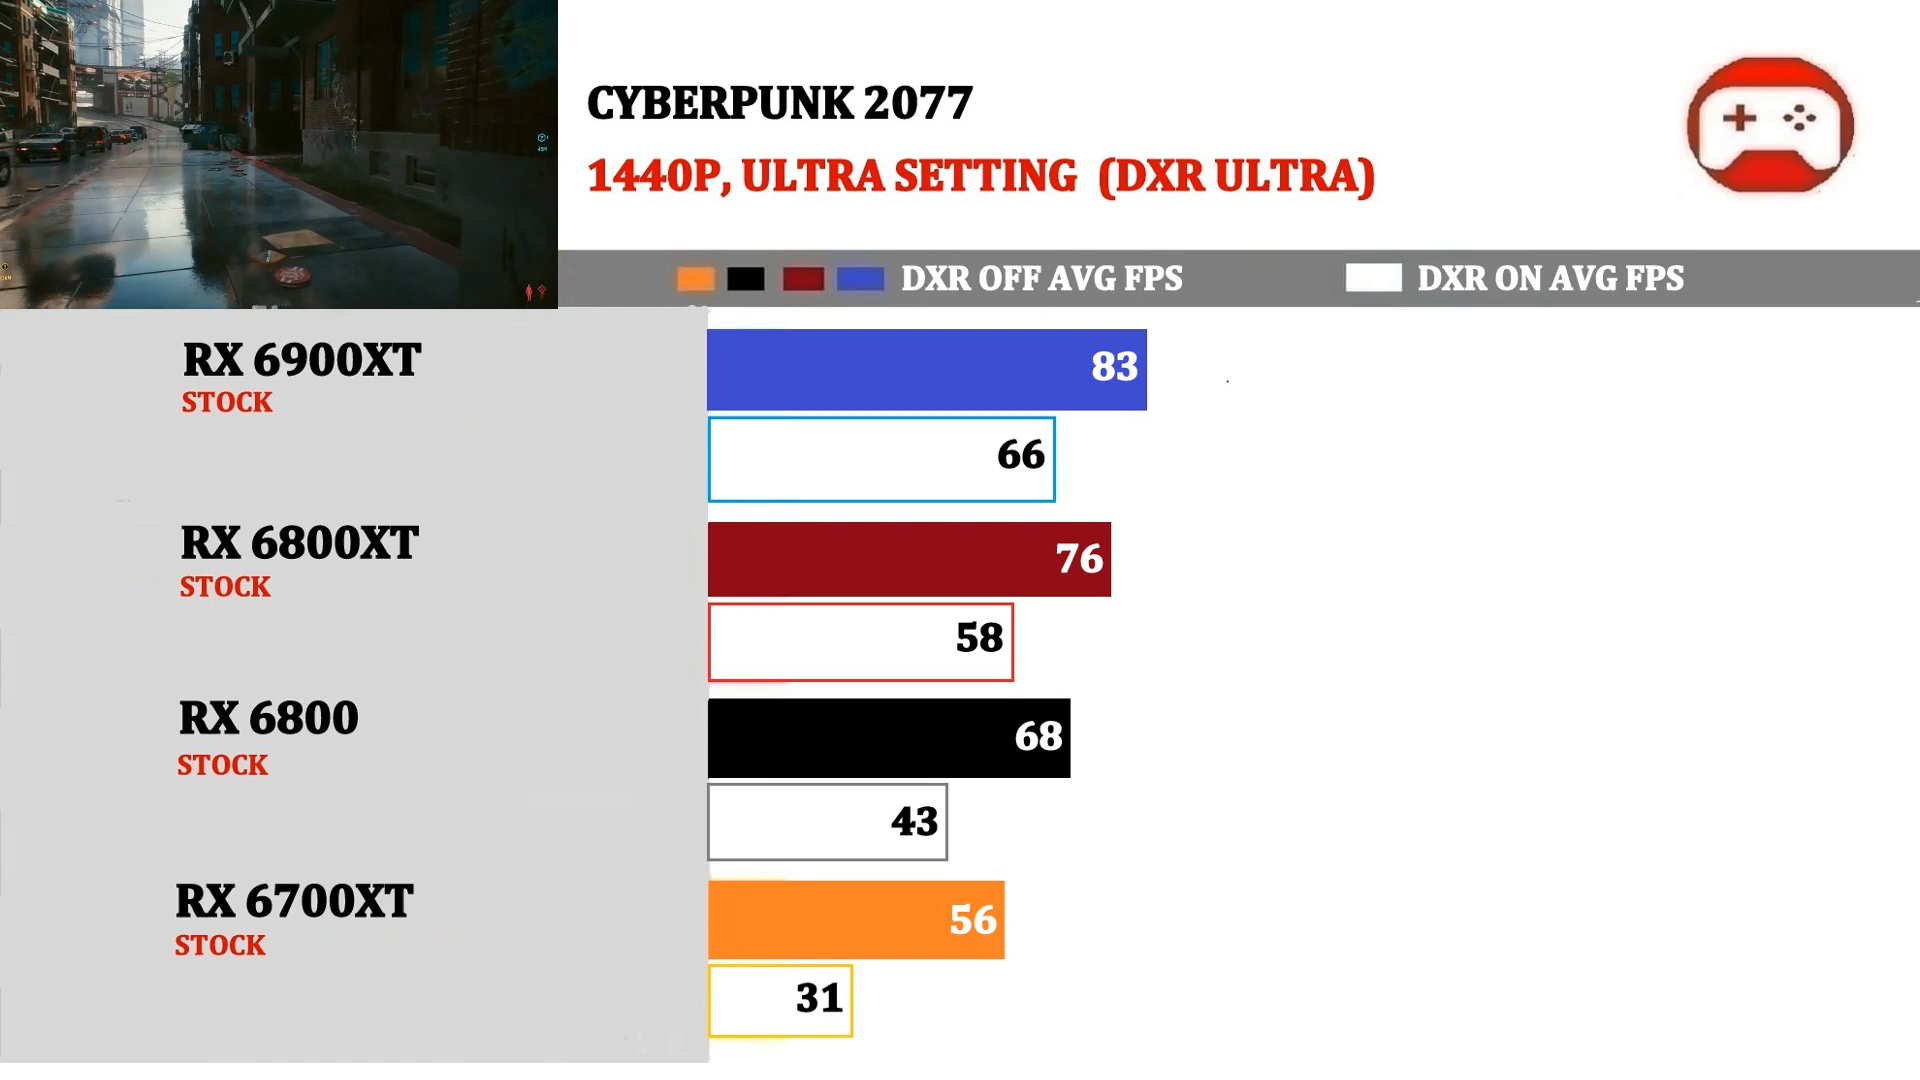 CYBERPUNK 2077
1440P, ULTRA SETTING (DXR ULTRA)
DXR OFF AVG FPS
DXR ON AVG FPS
RX 6900XT
STOCK
83
66
RX 6800XT
STOCK
76
58
RX 6800
STOCK
68
43
RX 6700XT
STOCK
56
31